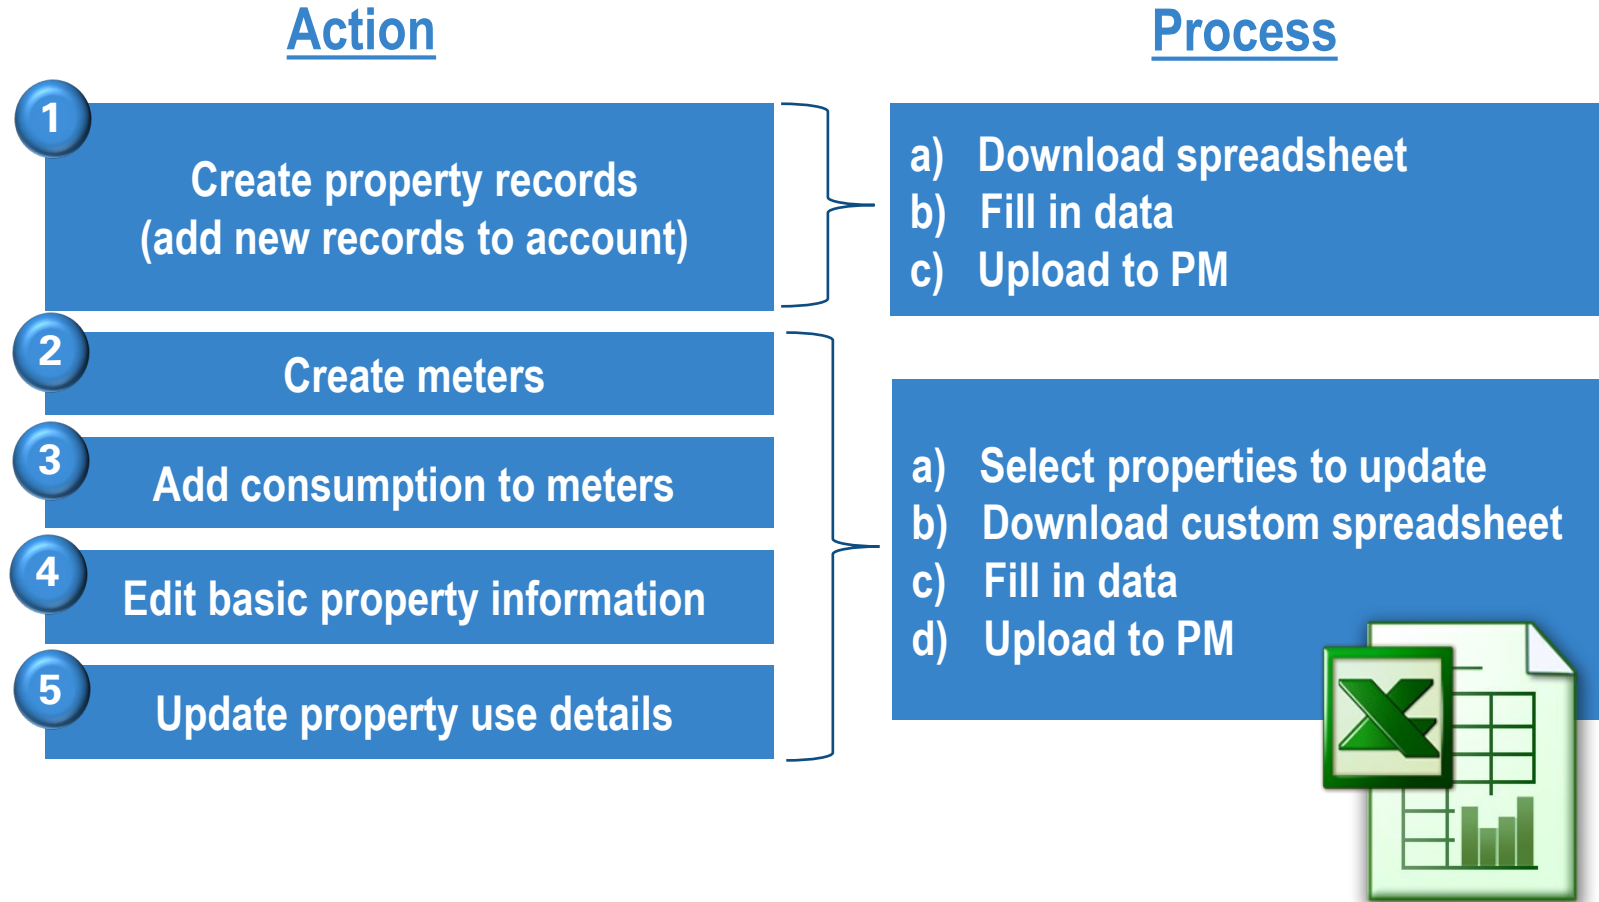 Action
Process
1
Create property records
(add new records to account)
a) Download spreadsheet
b) Fill in data
c) Upload to PM
2
Create meters
3
Add consumption to meters
4
Edit basic property information
5
Update property use details
a) Select properties to update
b) Download custom spreadsheet
c) Fill in data
d) Upload to PM